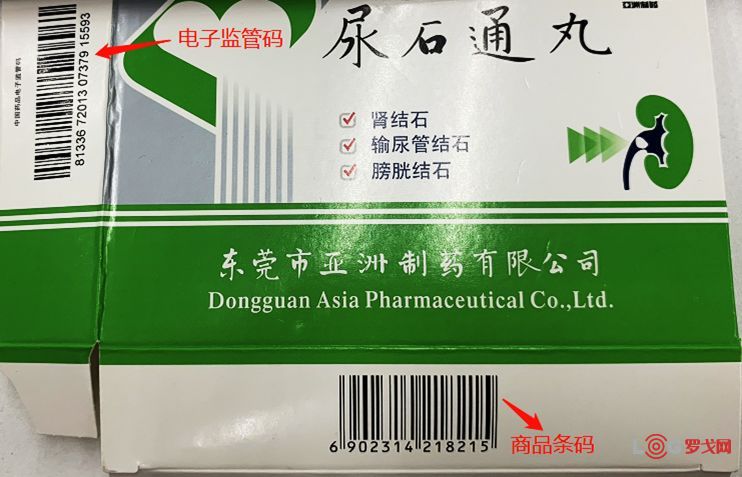 尿石通丸
电子监管码
中国药品电子监管码
81336 72013 07379 15593
肾结石
输尿管结石
膀胱结石
东莞市亚洲制药有限公司
Dongguan Asia Pharmaceutical Co.,Ltd.
6 902314 218215
商品条码
LOG 罗戈网